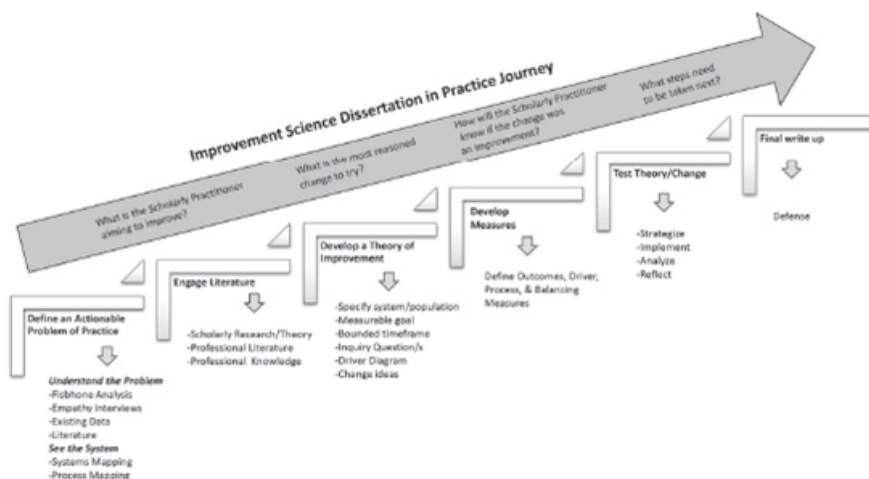 Improvement Science Dissertation in Practice Journey
What is the Scholarly Practitioner
aiming to improve?
What is the most reasoned
change to try?
How will the Scholarly Practitioner
know if the change was
an improvement?
What steps need
to be taken next?
Define an Actionable
Problem of Practice
Understand the Problem
-Fishbone Analysis
-Empathy Interviews
-Existing Data
-Literature
See the System
-Systems Mapping
-Process Mapping
Engage Literature
-Scholarly Research/Theory
-Professional Literature
-Professional Knowledge
Develop a Theory of
Improvement
-Specify system/population
-Measurable goal
-Bounded timeframe
-Inquiry Question/s
-Driver Diagram
-Change ideas
Develop
Measures
Define Outcomes, Driver,
Process, & Balancing
Measures
Test Theory/Change
-Strategize
-Implement
-Analyze
-Reflect
Final write up
Defense